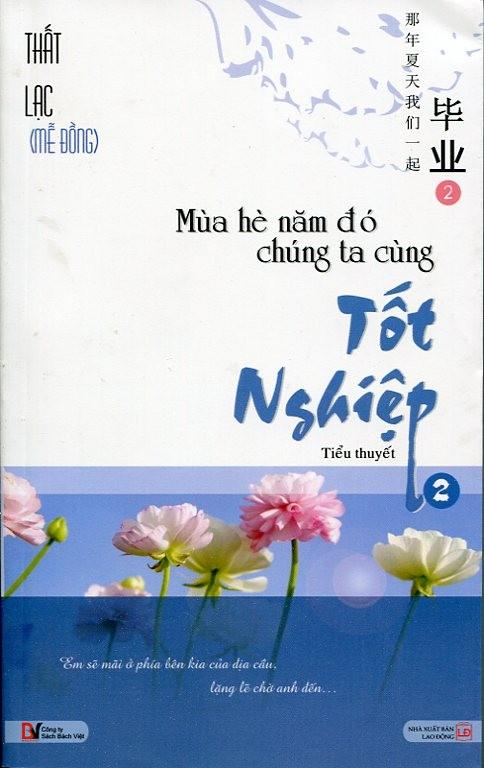 THẤT
LẠC
(MỄ ĐỒNG)
那年夏天我们一起
毕业
2
Mùa hè năm đó
chúng ta cùng
Tốt
Nghiệp
Tiểu thuyết
2
Em sẽ mãi ở phía bên kia của địa cầu,
lặng lẽ chờ anh đến...
BV
Công ty
Sách Bách Việt
NHÀ XUẤT BẢN
LAO ĐỘNG
LĐ